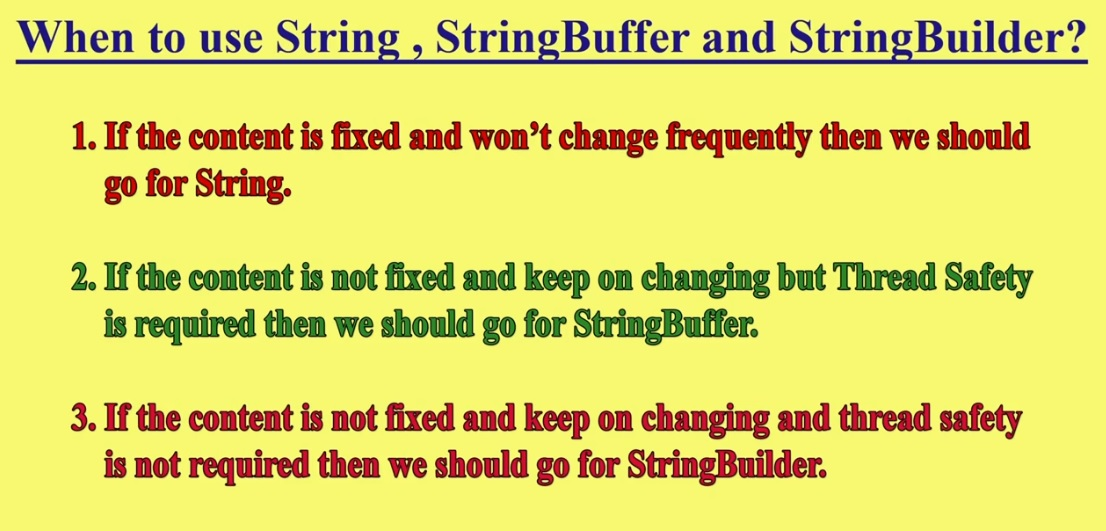 When to use String , StringBuffer and StringBuilder?
1. If the content is fixed and won’t change frequently then we should
go for String.
2. If the content is not fixed and keep on changing but Thread Safety
is required then we should go for StringBuffer.
3. If the content is not fixed and keep on changing and thread safety
is not required then we should go for StringBuilder.